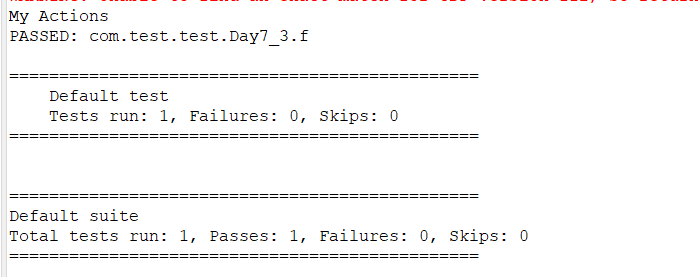 My Actions
PASSED: com.test.test.Day7_3.f
===============================================
Default test
Tests run: 1, Failures: 0, Skips: 0
===============================================
===============================================
Default suite
Total tests run: 1, Passes: 1, Failures: 0, Skips: 0
===============================================